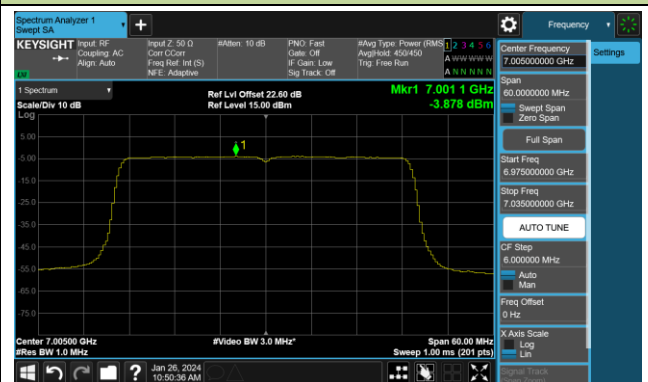 Spectrum Analyzer 1
Swept SA
Frequency
KEYSIGHT
Input: RF
Coupling: AC
Align: Auto
Input Z: 50 Ω
Corr CCorr
Freq Ref: Int (S)
NFE: Adaptive
#Atten: 10 dB
PNO: Fast
Gate: Off
IF Gain: Low
Sig Track: Off
#Avg Type: Power (RMS
Avg|Hold: 450/450
Trig: Free Run
1 2 3 4 5 6
A W W W W W
A N N N N N
Center Frequency
7.005000000 GHz
Settings
Span
60.0000000 MHz
Swept Span
Zero Span
Full Span
Start Freq
6.975000000 GHz
Stop Freq
7.035000000 GHz
AUTO TUNE
CF Step
6.000000 MHz
Auto
Man
Freq Offset
0 Hz
X Axis Scale
Log
Lin
Signal Track
1 Spectrum
Scale/Div 10 dB
Log
Ref Lvl Offset 22.60 dB
Ref Level 15.00 dBm
Mkr1 7.001 1 GHz
-3.878 dBm
1
5.00
-5.00
-15.0
-25.0
-35.0
-45.0
-55.0
-65.0
-75.0
Center 7.00500 GHz
#Res BW 1.0 MHz
#Video BW 3.0 MHz*
Span 60.00 MHz
Sweep 1.00 ms (201 pts)
?
Jan 26, 2024
10:50:36 AM